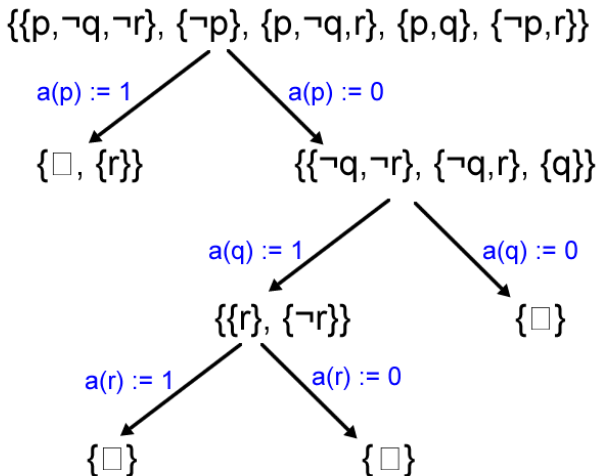 {{p,¬q,¬r}, {¬p}, {p,¬q,r}, {p,q}, {¬p,r}}
a(p) := 1 a(p) := 0
{□, {r}} {{¬q,¬r}, {¬q,r}, {q}}
a(q) := 1 a(q) := 0
{{r}, {¬r}} {□}
a(r) := 1 a(r) := 0
{□} {□}